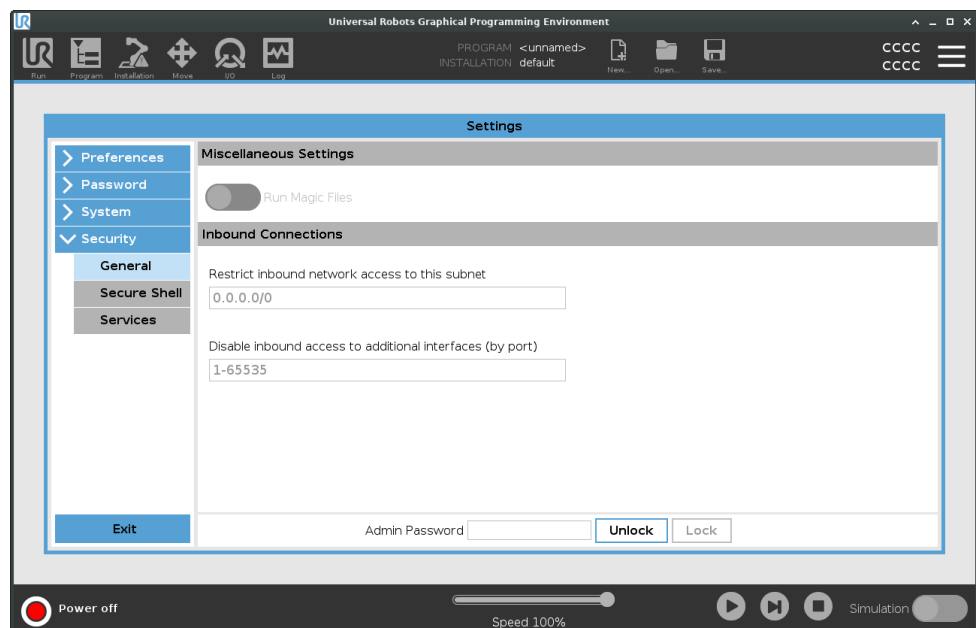 UR
Universal Robots Graphical Programming Environment
UR
PROGRAM <unnamed>
INSTALLATION default
CCCC
CCCC
Run
Program
Installation
Move
I/O
Log
New...
Open...
Save...
Settings
Preferences
Password
System
Security
General
Secure Shell
Services
Exit
Miscellaneous Settings
Run Magic Files
Inbound Connections
Restrict inbound network access to this subnet
0.0.0.0/0
Disable inbound access to additional interfaces (by port)
1-65535
Admin Password
Unlock
Lock
Power off
Speed 100%
Simulation